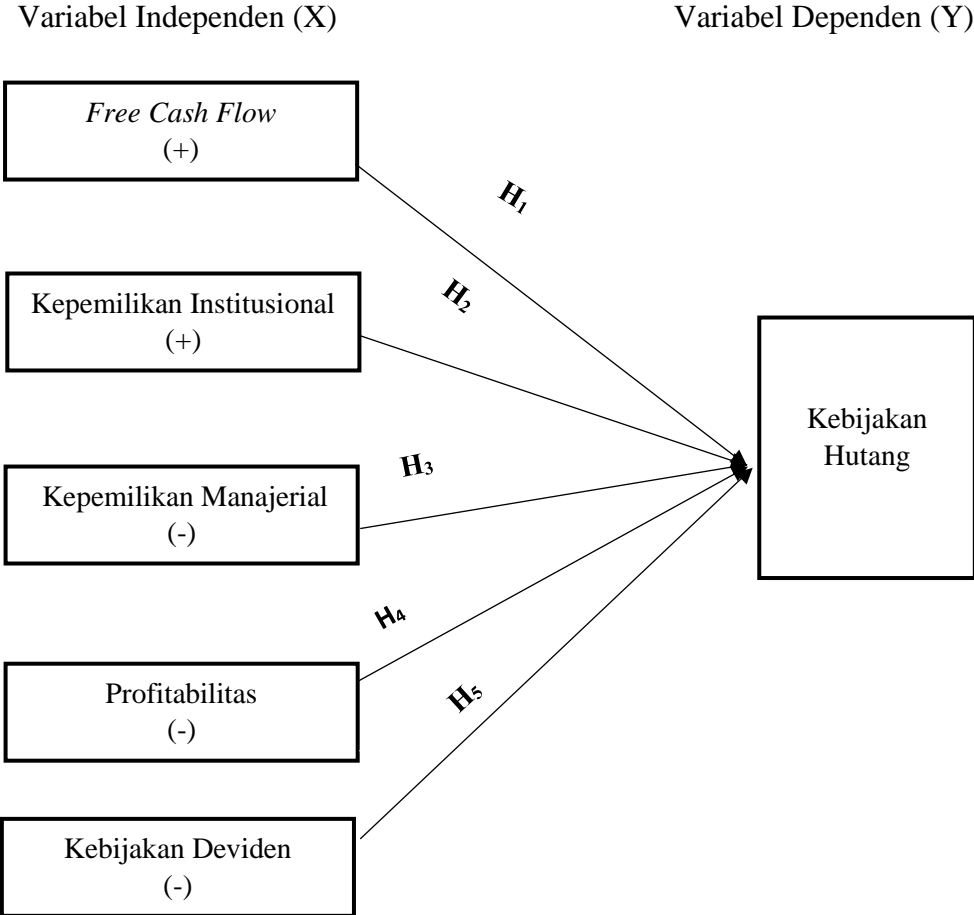 Variabel Independen (X)
Variabel Dependen (Y)
Free Cash Flow
(+)
H₁
Kepemilikan Institusional
(+)
H₂
Kepemilikan Manajerial
(-)
H₃
Profitabilitas
(-)
H₄
Kebijakan Deviden
(-)
H₅
Kebijakan
Hutang